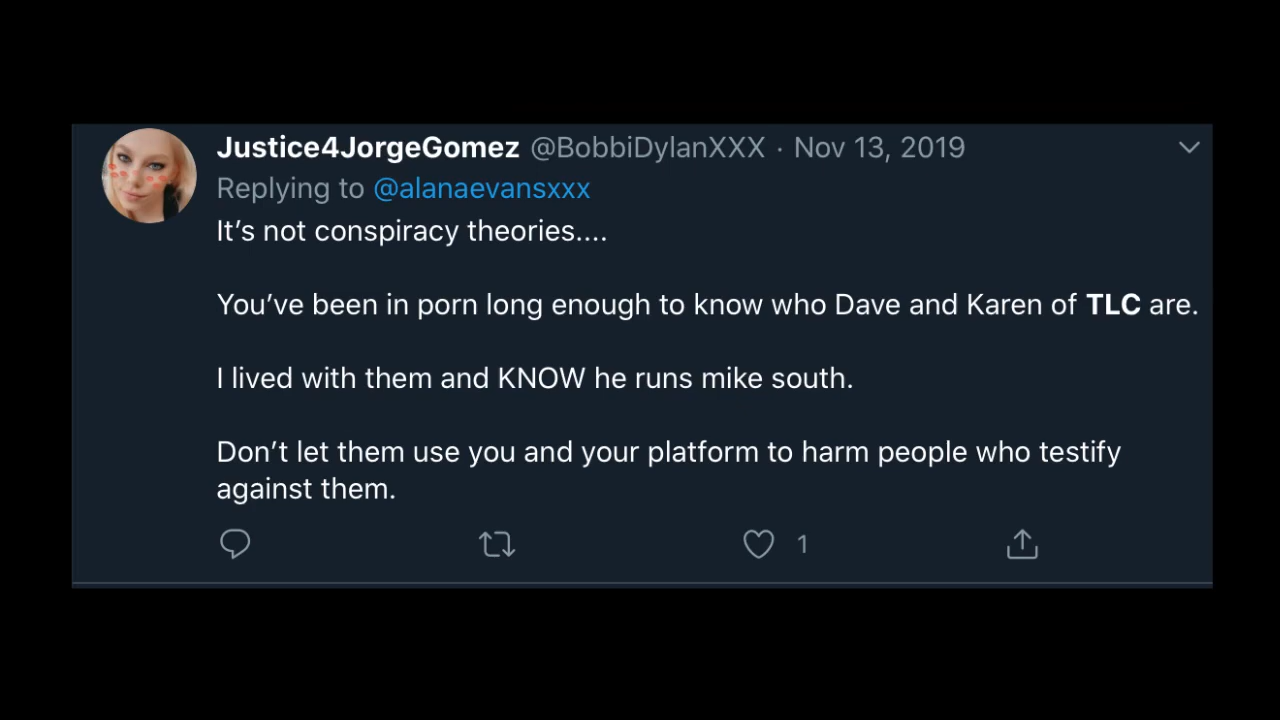 Justice4JorgeGomez @BobbiDylanXXX · Nov 13, 2019
Replying to @alanaevansxxx
It’s not conspiracy theories....
You’ve been in porn long enough to know who Dave and Karen of TLC are.
I lived with them and KNOW he runs mike south.
Don’t let them use you and your platform to harm people who testify
against them.
1